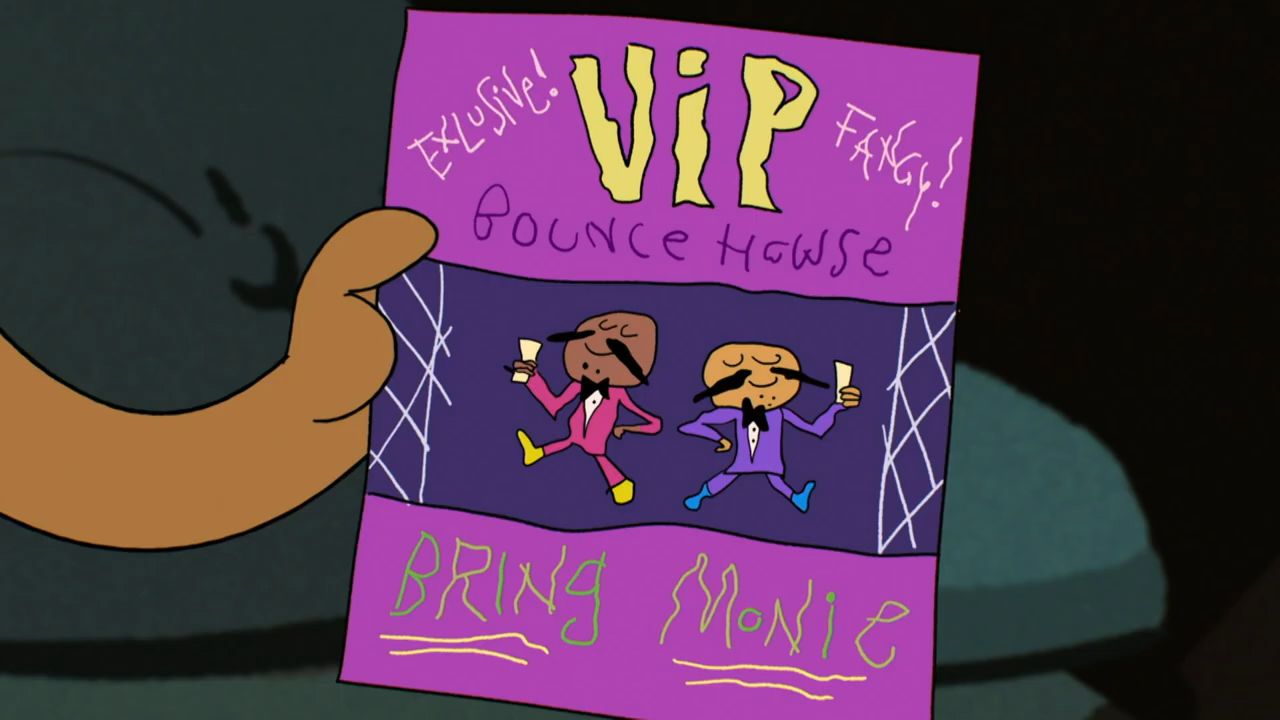 EXLUSIVE!
ViP
FANCY!
BOUNCe HOWSe
BRING MONiE